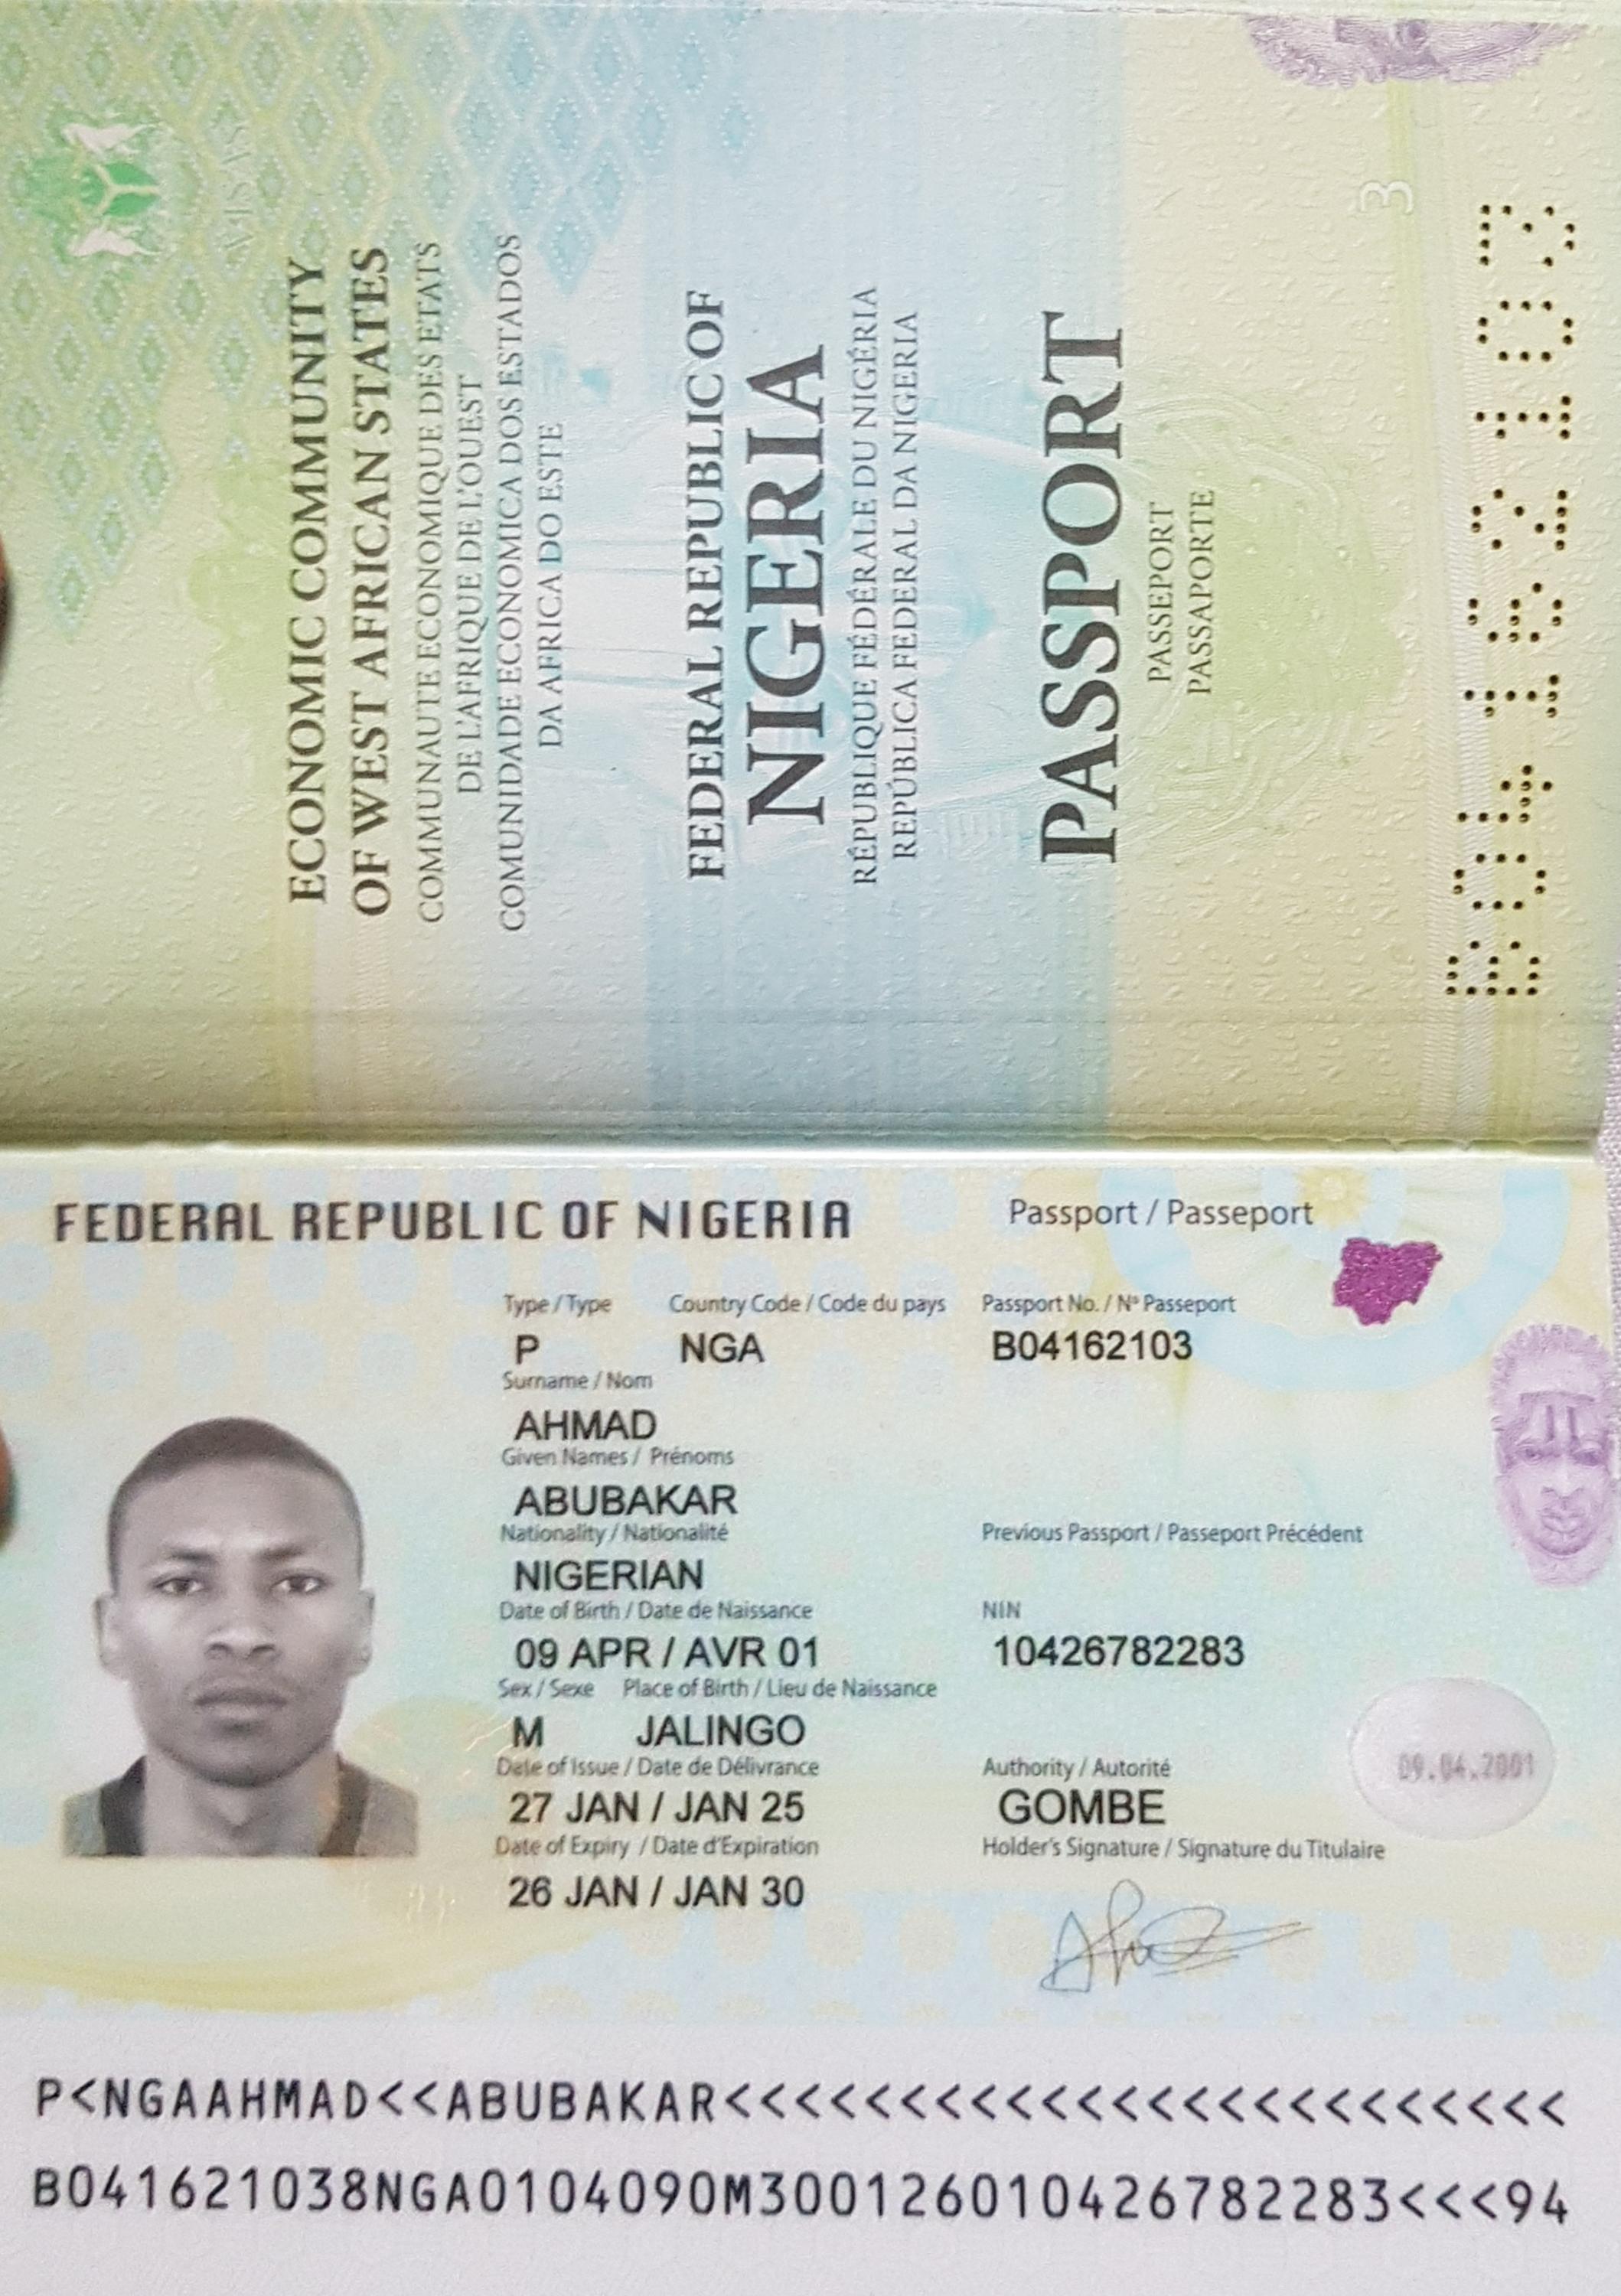 VISAS
ECONOMIC COMMUNITY
OF WEST AFRICAN STATES
COMMUNAUTE ECONOMIQUE DES ETATS
DE L'AFRIQUE DE L'OUEST
COMUNIDADE ECONOMICA DOS ESTADOS
DA AFRICA DO ESTE
FEDERAL REPUBLIC OF
NIGERIA
RÉPUBLIQUE FÉDÉRALE DU NIGÉRIA
REPÚBLICA FEDERAL DA NIGERIA
PASSPORT
PASSEPORT
PASSAPORTE
3
B04162103
FEDERAL REPUBLIC OF NIGERIA
Passport / Passeport
Type / Type Country Code / Code du pays Passport No. / Nº Passeport
P NGA B04162103
Surname / Nom
AHMAD
Given Names / Prénoms
ABUBAKAR
Nationality / Nationalité Previous Passport / Passeport Précédent
NIGERIAN
Date of Birth / Date de Naissance NIN
09 APR / AVR 01 10426782283
Sex / Sexe Place of Birth / Lieu de Naissance
M JALINGO
09.04.2001
Date of Issue / Date de Délivrance Authority / Autorité
27 JAN / JAN 25 GOMBE
Date of Expiry / Date d'Expiration Holder's Signature / Signature du Titulaire
26 JAN / JAN 30
P<NGAAHMAD<<ABUBAKAR<<<<<<<<<<<<<<<<<<<<<<<<
B041621038NGA0104090M300126010426782283<<<94